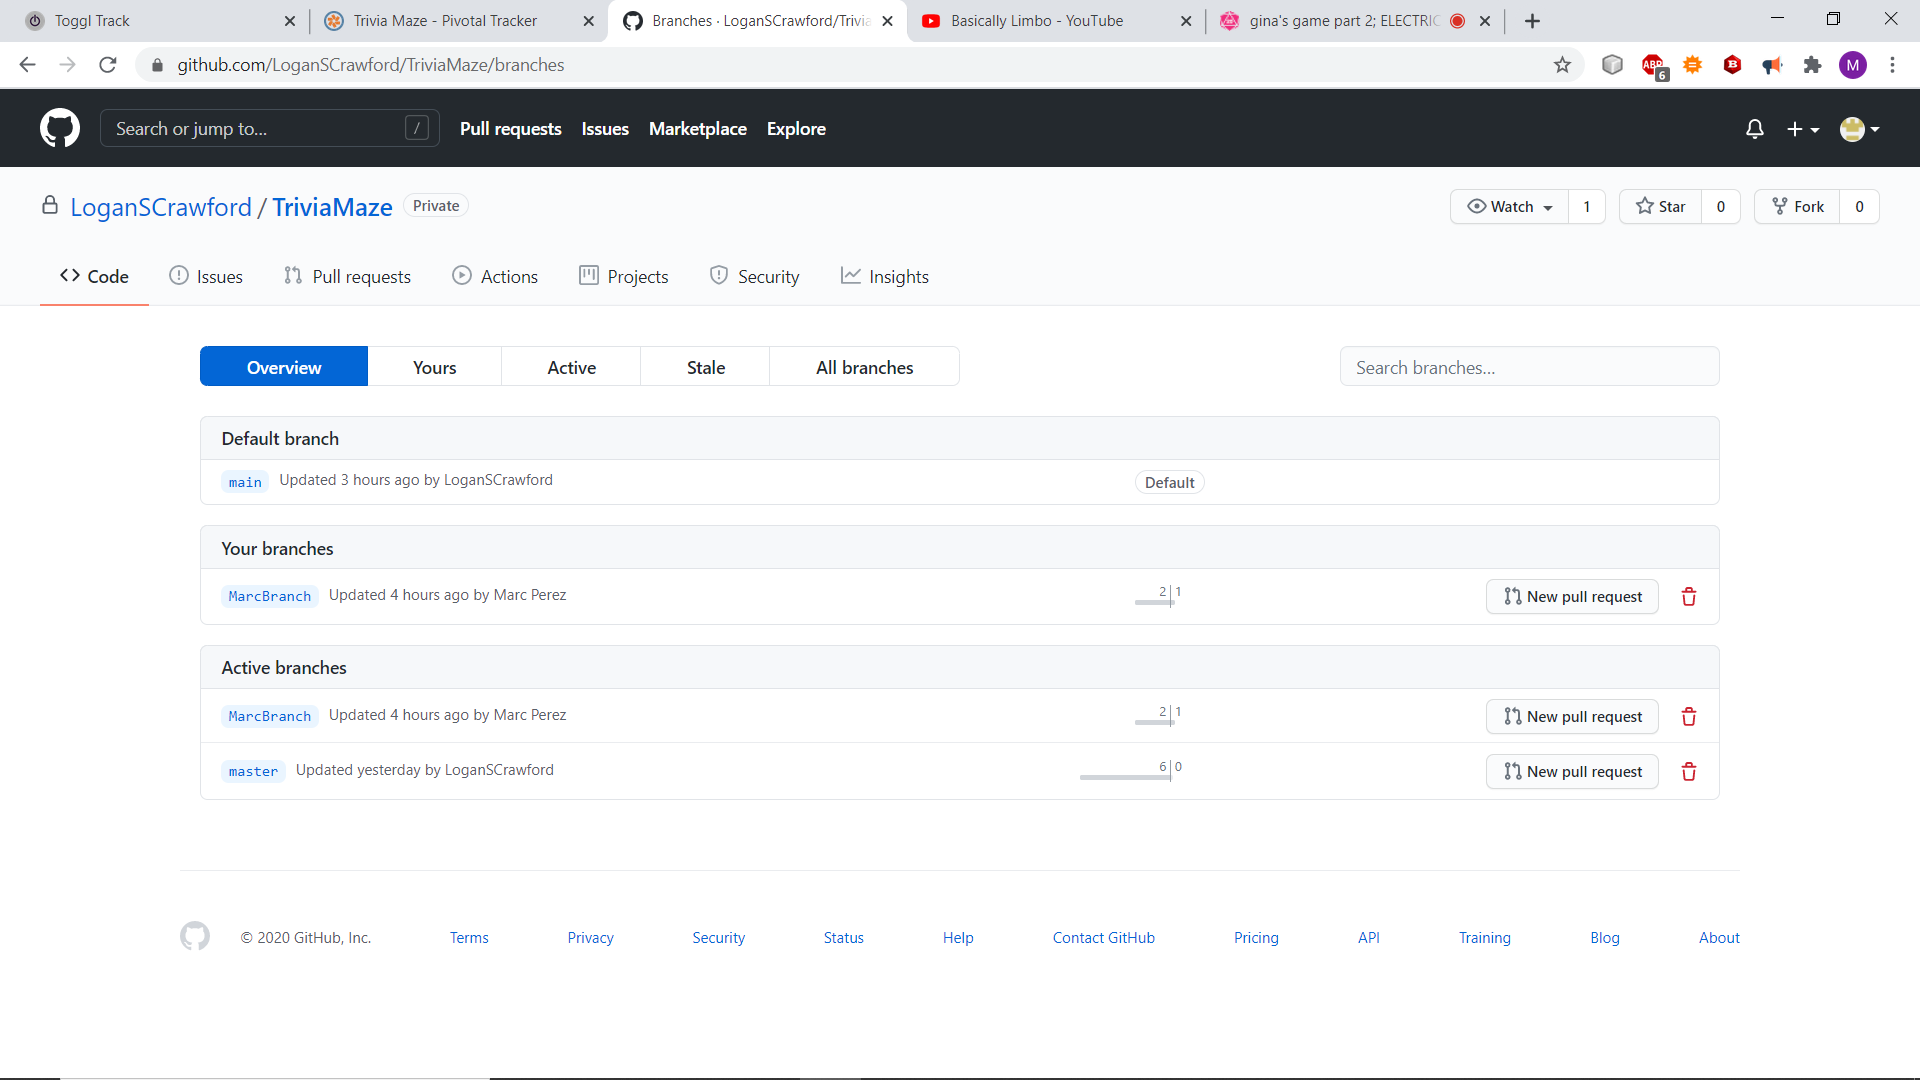 Toggl Track
Trivia Maze - Pivotal Tracker
Branches · LoganSCrawford/Trivia
Basically Limbo - YouTube
gina's game part 2; ELECTRIC
github.com/LoganSCrawford/TriviaMaze/branches
ABP
6
B
M
Search or jump to...
/
Pull requests
Issues
Marketplace
Explore
LoganSCrawford / TriviaMaze
Private
Watch
1
Star
0
Fork
0
Code
Issues
Pull requests
Actions
Projects
Security
Insights
Overview
Yours
Active
Stale
All branches
Search branches...
Default branch
main Updated 3 hours ago by LoganSCrawford
Default
Your branches
MarcBranch Updated 4 hours ago by Marc Perez
2 | 1
New pull request
Active branches
MarcBranch Updated 4 hours ago by Marc Perez
2 | 1
New pull request
master Updated yesterday by LoganSCrawford
6 | 0
New pull request
© 2020 GitHub, Inc.
Terms
Privacy
Security
Status
Help
Contact GitHub
Pricing
API
Training
Blog
About